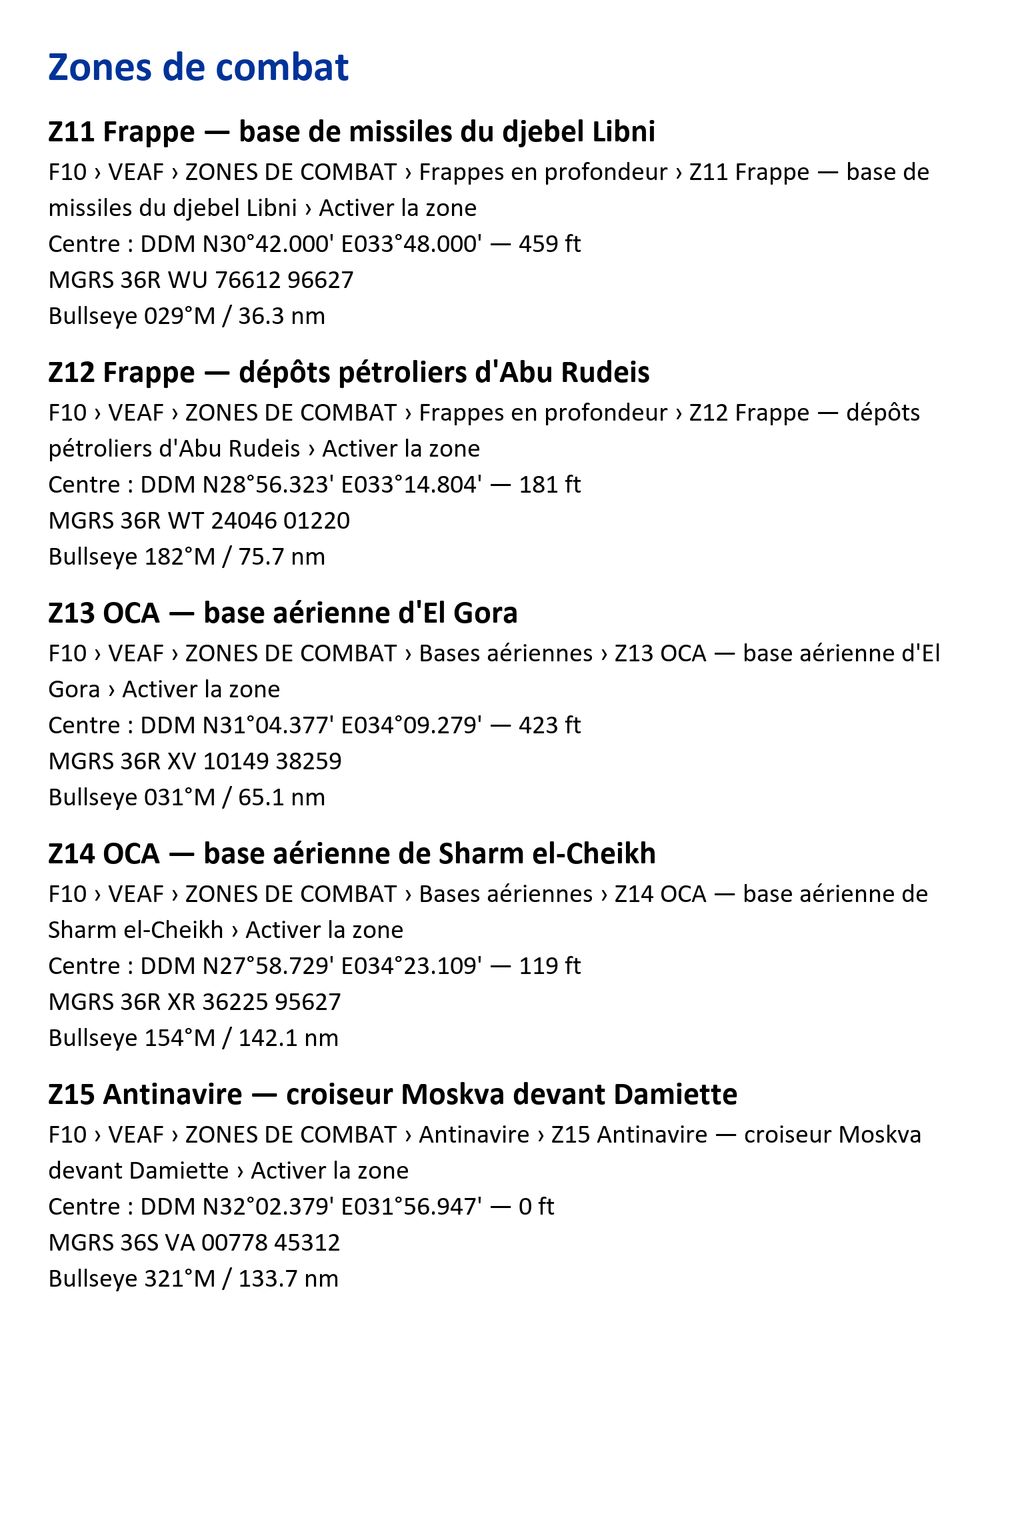 Zones de combat
Z11 Frappe — base de missiles du djebel Libni
F10 › VEAF › ZONES DE COMBAT › Frappes en profondeur › Z11 Frappe — base de
missiles du djebel Libni › Activer la zone
Centre : DDM N30°42.000' E033°48.000' — 459 ft
MGRS 36R WU 76612 96627
Bullseye 029°M / 36.3 nm
Z12 Frappe — dépôts pétroliers d'Abu Rudeis
F10 › VEAF › ZONES DE COMBAT › Frappes en profondeur › Z12 Frappe — dépôts
pétroliers d'Abu Rudeis › Activer la zone
Centre : DDM N28°56.323' E033°14.804' — 181 ft
MGRS 36R WT 24046 01220
Bullseye 182°M / 75.7 nm
Z13 OCA — base aérienne d'El Gora
F10 › VEAF › ZONES DE COMBAT › Bases aériennes › Z13 OCA — base aérienne d'El
Gora › Activer la zone
Centre : DDM N31°04.377' E034°09.279' — 423 ft
MGRS 36R XV 10149 38259
Bullseye 031°M / 65.1 nm
Z14 OCA — base aérienne de Sharm el-Cheikh
F10 › VEAF › ZONES DE COMBAT › Bases aériennes › Z14 OCA — base aérienne de
Sharm el-Cheikh › Activer la zone
Centre : DDM N27°58.729' E034°23.109' — 119 ft
MGRS 36R XR 36225 95627
Bullseye 154°M / 142.1 nm
Z15 Antinavire — croiseur Moskva devant Damiette
F10 › VEAF › ZONES DE COMBAT › Antinavire › Z15 Antinavire — croiseur Moskva
devant Damiette › Activer la zone
Centre : DDM N32°02.379' E031°56.947' — 0 ft
MGRS 36S VA 00778 45312
Bullseye 321°M / 133.7 nm